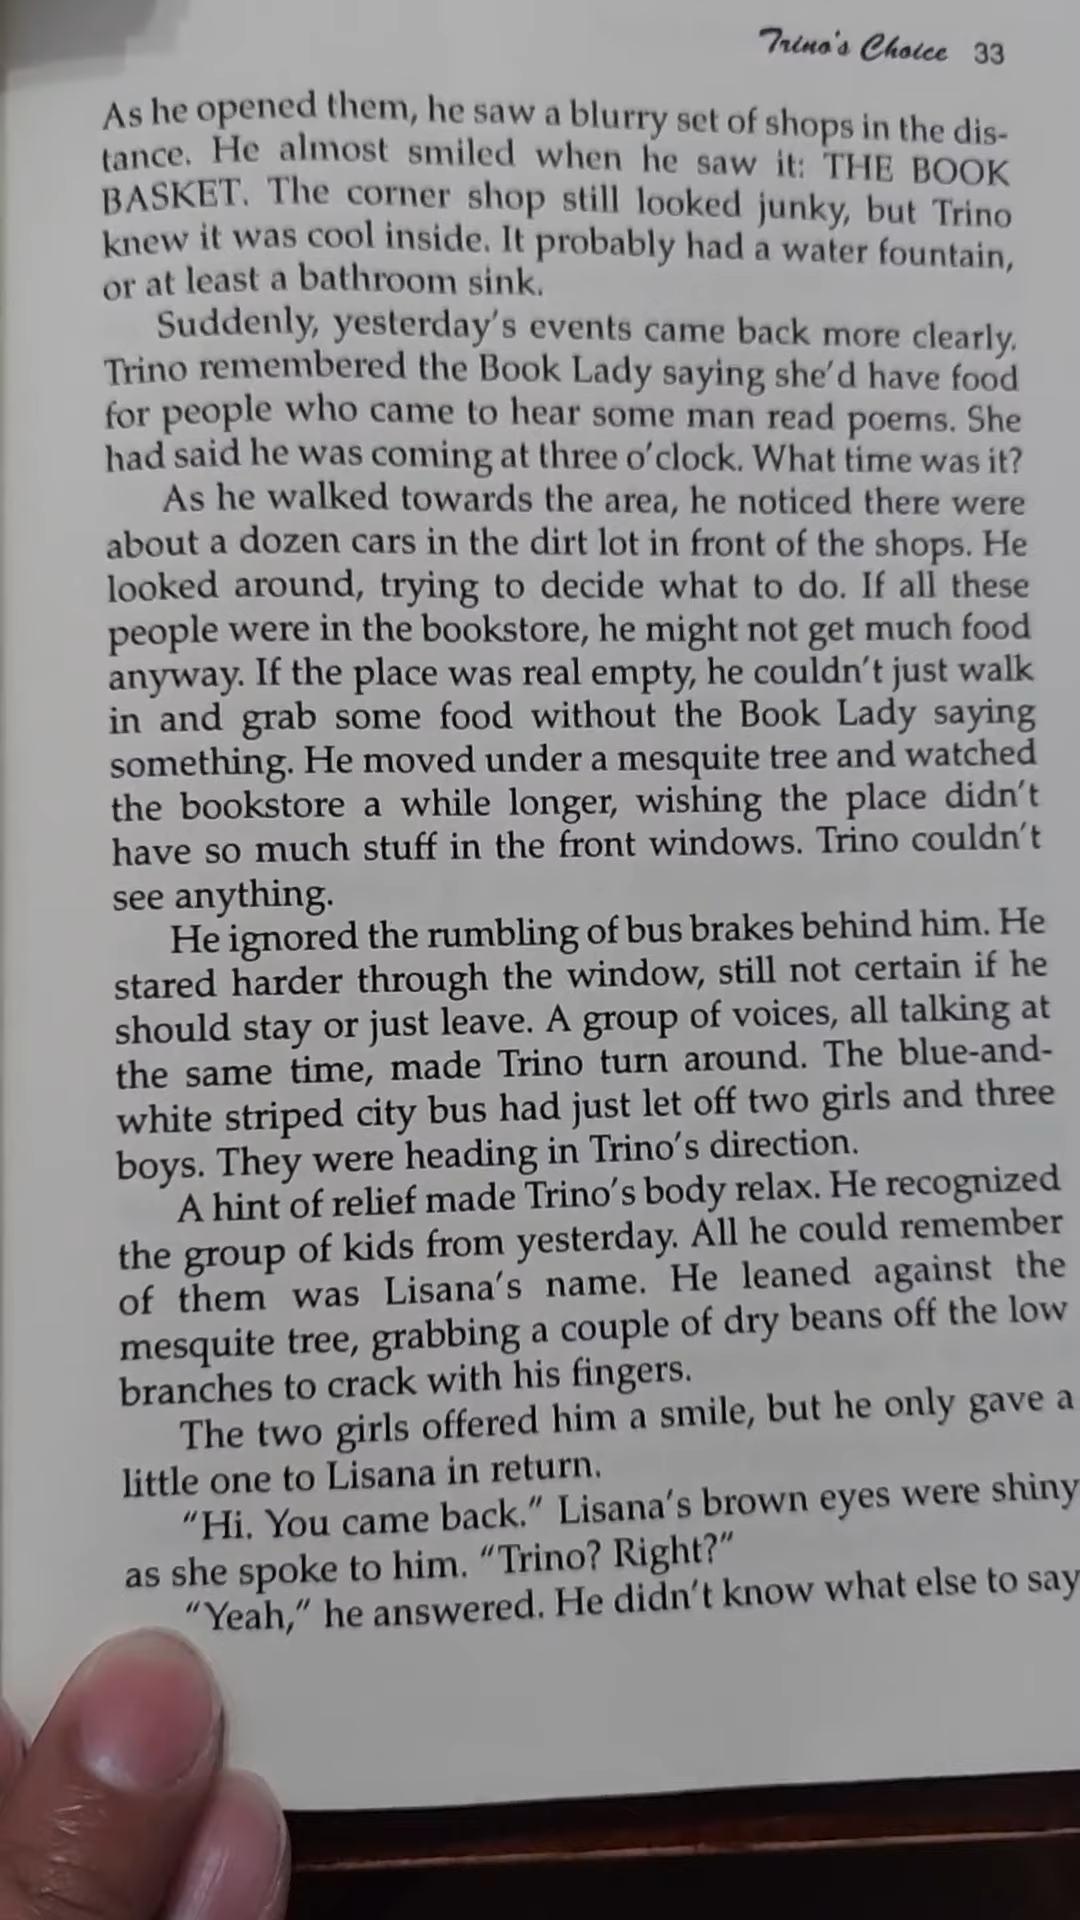 Trino's Choice 33
As he opened them, he saw a blurry set of shops in the dis-
tance. He almost smiled when he saw it: THE BOOK
BASKET. The corner shop still looked junky, but Trino
knew it was cool inside. It probably had a water fountain,
or at least a bathroom sink.
Suddenly, yesterday's events came back more clearly.
Trino remembered the Book Lady saying she'd have food
for people who came to hear some man read poems. She
had said he was coming at three o'clock. What time was it?
As he walked towards the area, he noticed there were
about a dozen cars in the dirt lot in front of the shops. He
looked around, trying to decide what to do. If all these
people were in the bookstore, he might not get much food
anyway. If the place was real empty, he couldn't just walk
in and grab some food without the Book Lady saying
something. He moved under a mesquite tree and watched
the bookstore a while longer, wishing the place didn't
have so much stuff in the front windows. Trino couldn't
see anything.
He ignored the rumbling of bus brakes behind him. He
stared harder through the window, still not certain if he
should stay or just leave. A group of voices, all talking at
the same time, made Trino turn around. The blue-and-
white striped city bus had just let off two girls and three
boys. They were heading in Trino's direction.
A hint of relief made Trino's body relax. He recognized
the group of kids from yesterday. All he could remember
of them was Lisana's name. He leaned against the
mesquite tree, grabbing a couple of dry beans off the low
branches to crack with his fingers.
The two girls offered him a smile, but he only gave a
little one to Lisana in return.
"Hi. You came back." Lisana's brown eyes were shiny
as she spoke to him. "Trino? Right?"
"Yeah," he answered. He didn't know what else to say